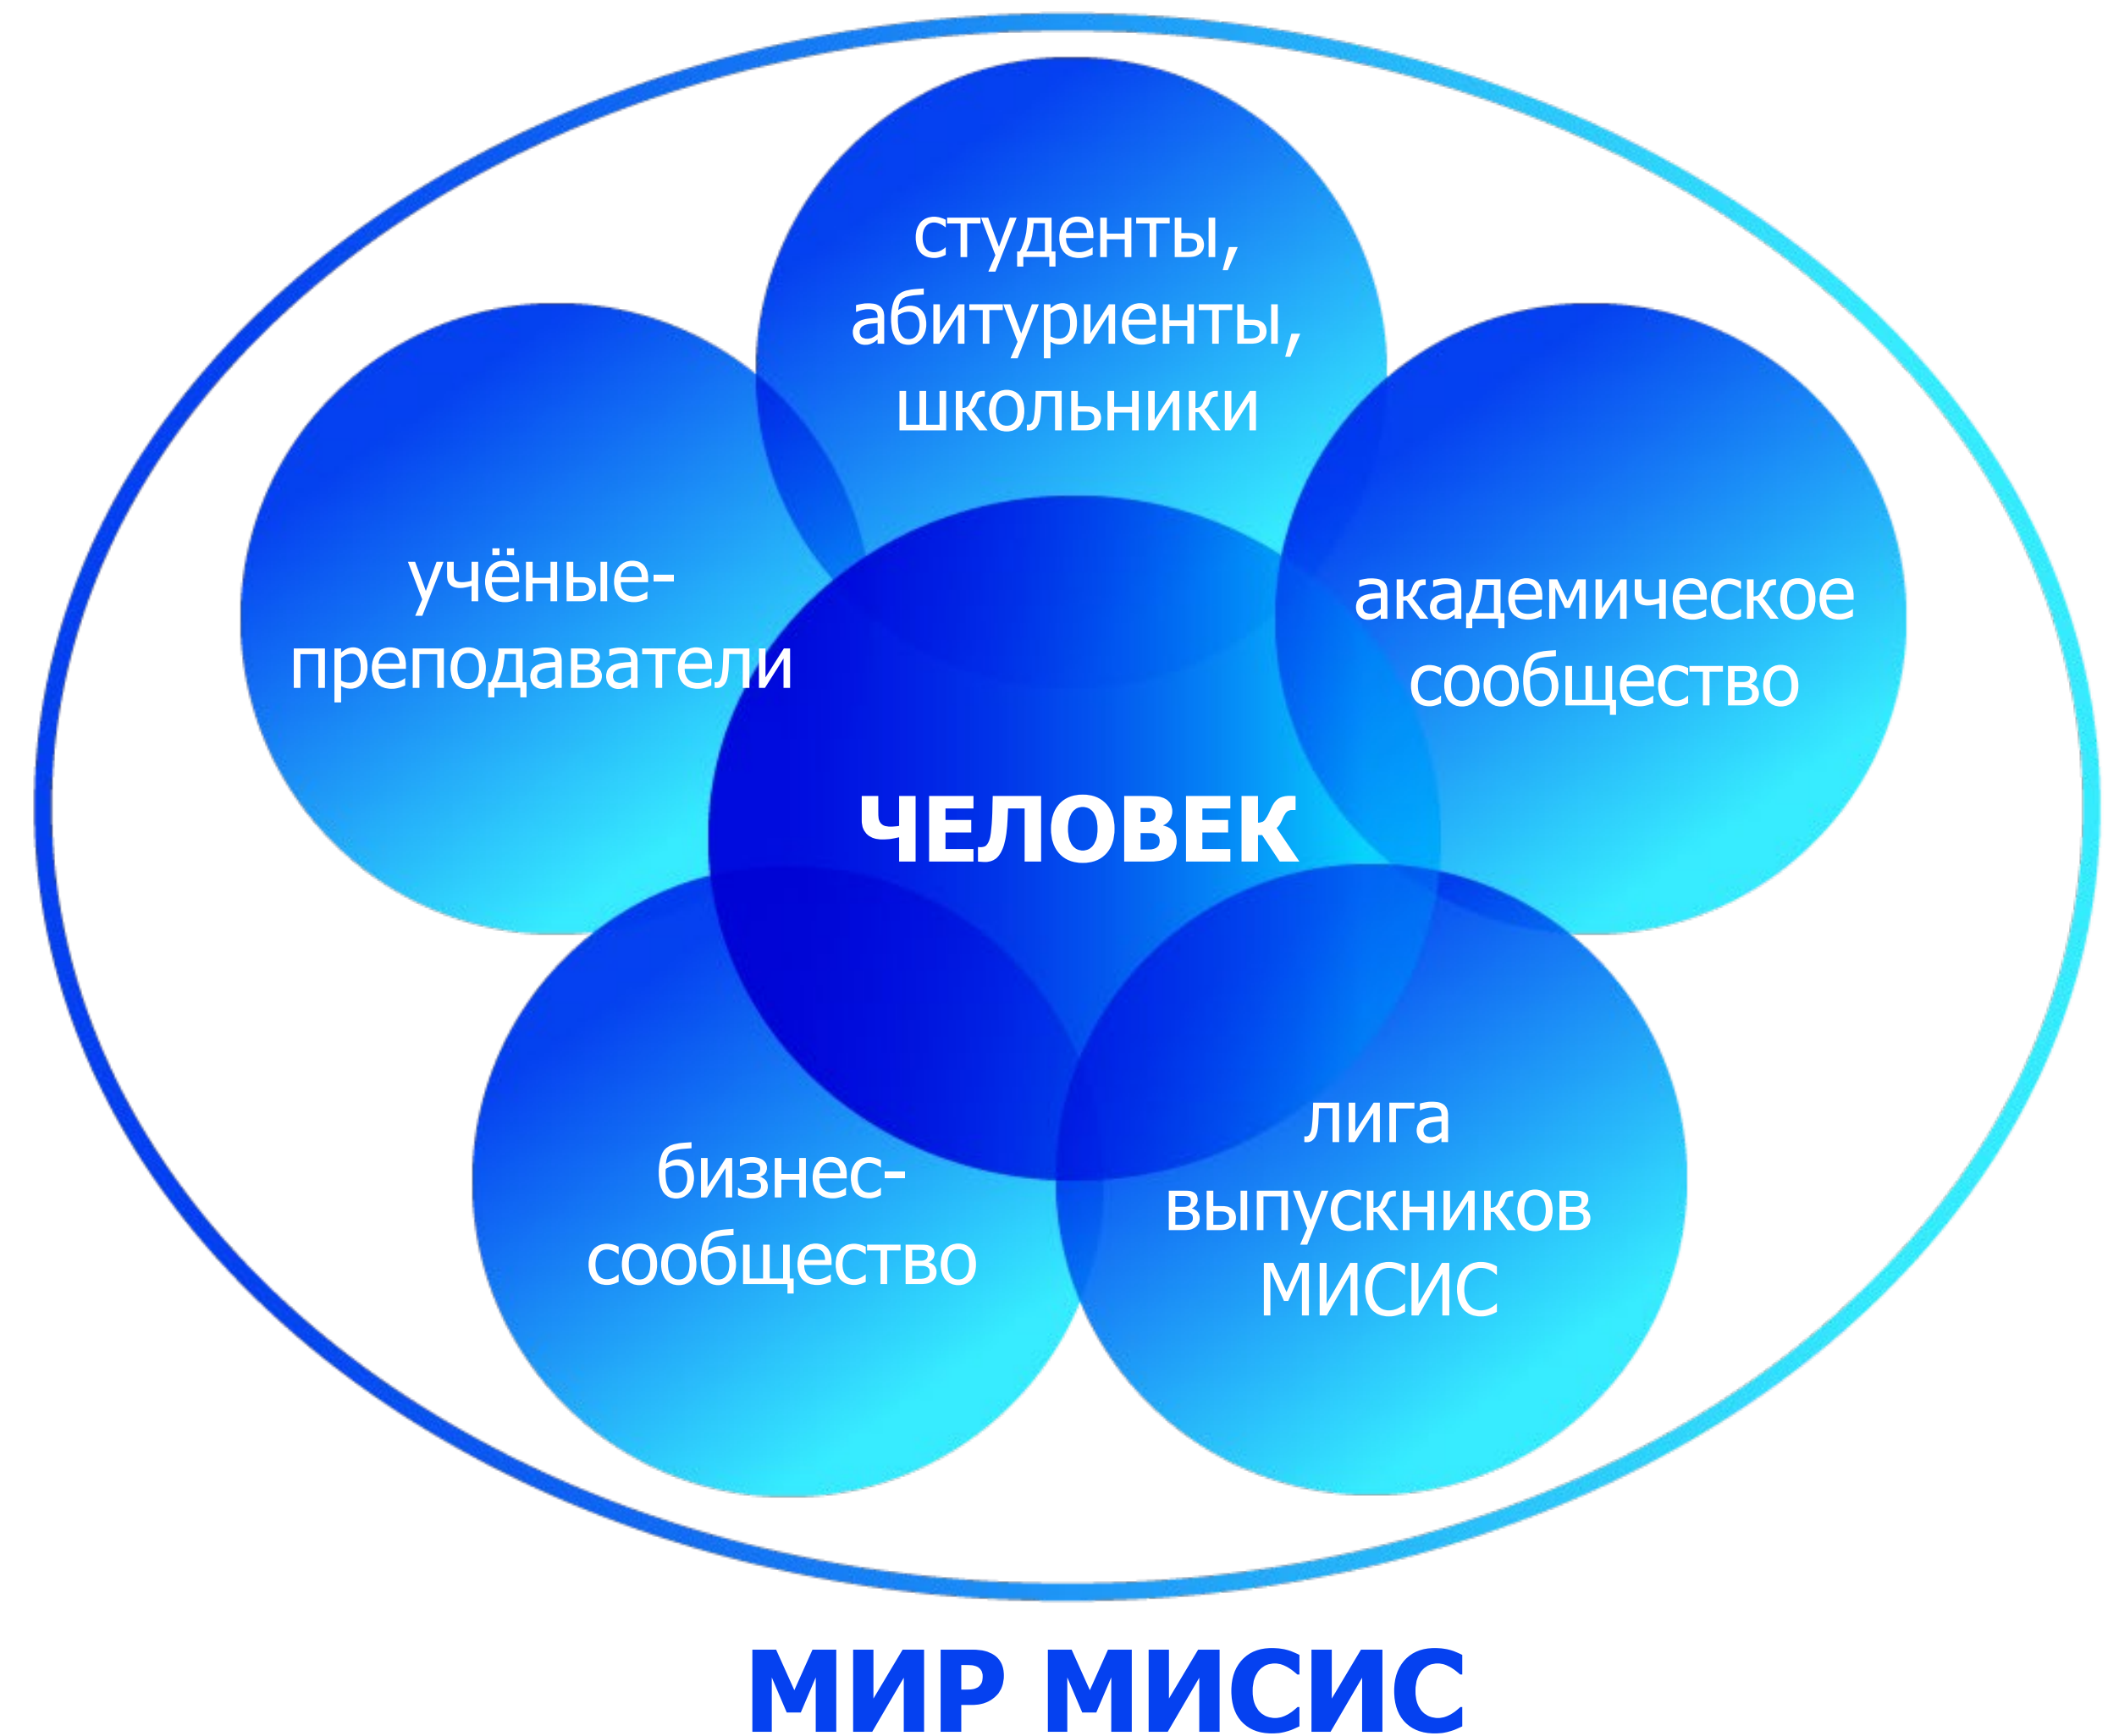 студенты,
абитуриенты,
школьники
учёные-
преподаватели
академическое
сообщество
ЧЕЛОВЕК
бизнес-
сообщество
лига
выпускников
МИСИС
МИР МИСИС